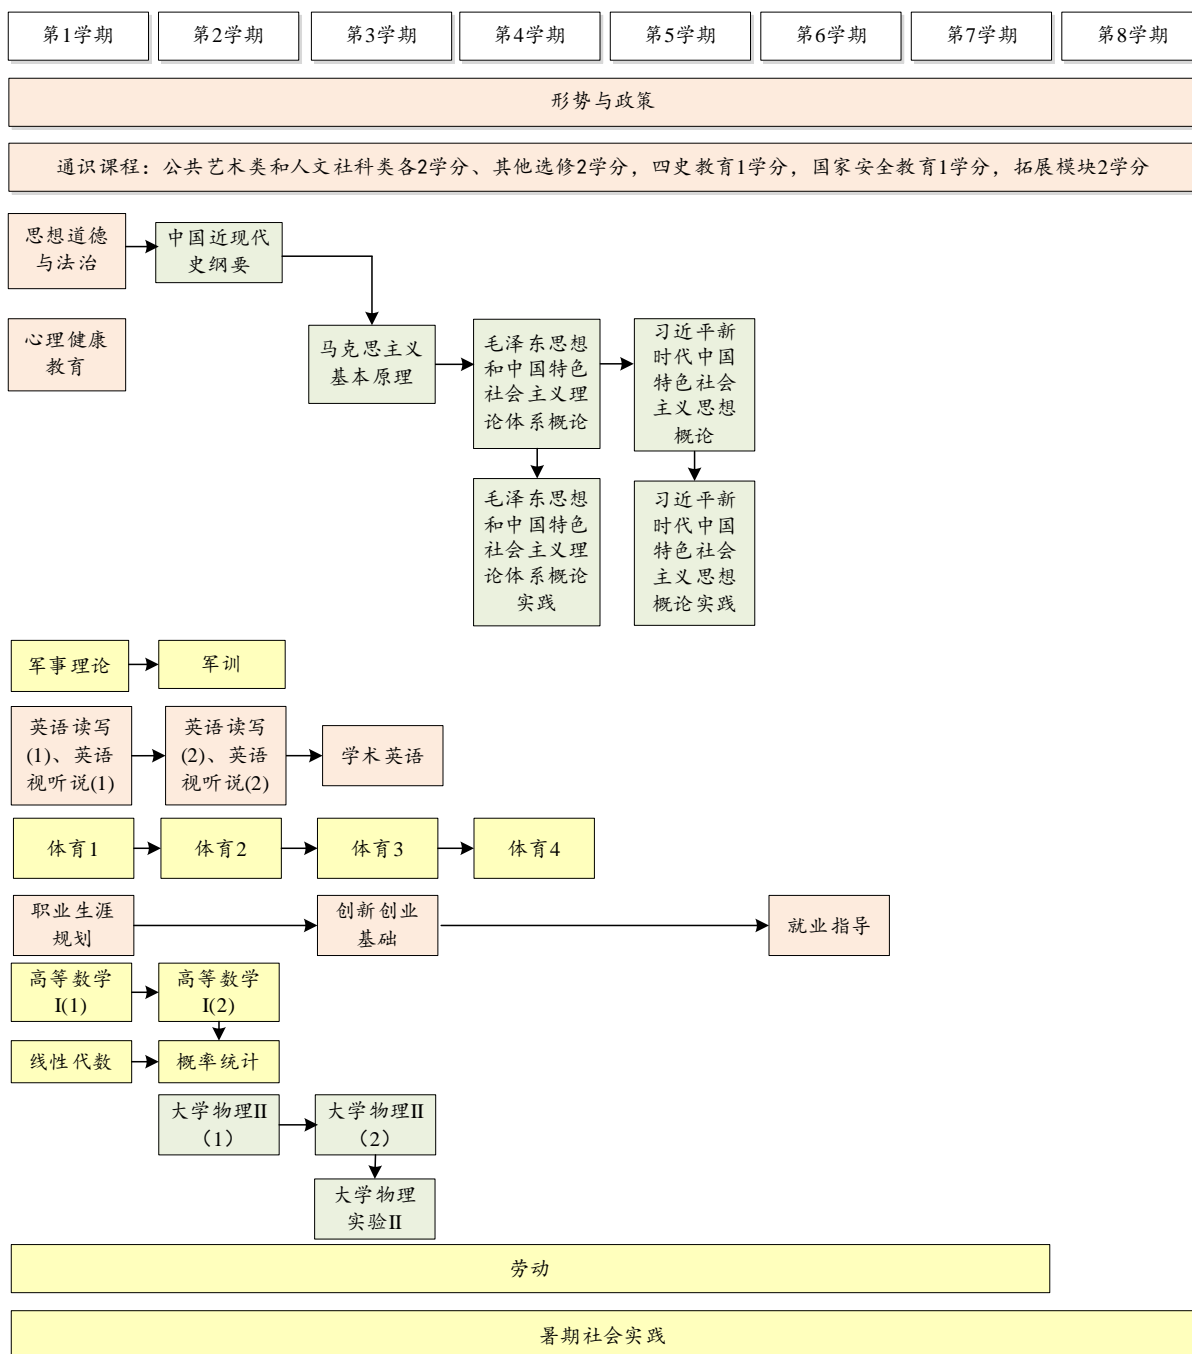 第1学期
第2学期
第3学期
第4学期
第5学期
第6学期
第7学期
第8学期
形势与政策
通识课程：公共艺术类和人文社科类各2学分、其他选修2学分，四史教育1学分，国家安全教育1学分，拓展模块2学分
思想道德
与法治
中国近现代
史纲要
心理健康
教育
马克思主义
基本原理
毛泽东思想
和中国特色
社会主义理
论体系概论
习近平新
时代中国
特色社会
主义思想
概论
毛泽东思想
和中国特色
社会主义理
论体系概论
实践
习近平新
时代中国
特色社会
主义思想
概论实践
军事理论
军训
英语读写
(1)、英语
视听说(1)
英语读写
(2)、英语
视听说(2)
学术英语
体育1
体育2
体育3
体育4
职业生涯
规划
创新创业
基础
就业指导
高等数学
I(1)
高等数学
I(2)
线性代数
概率统计
大学物理II
（1）
大学物理II
（2）
大学物理
实验II
劳动
暑期社会实践